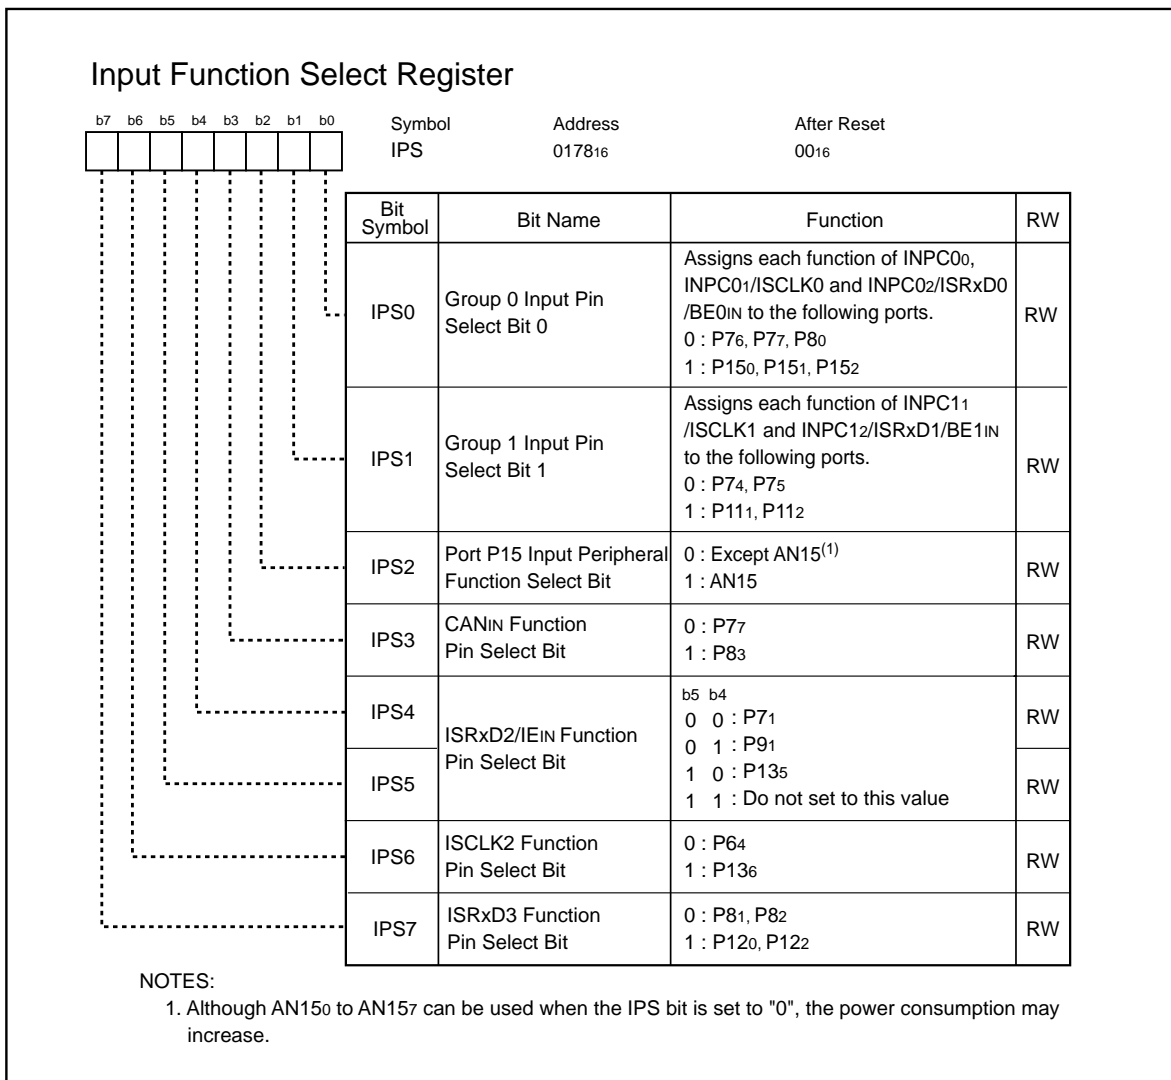 Input Function Select Register
b7 b6 b5 b4 b3 b2 b1 b0
Symbol Address After Reset
IPS 017816 0016
Bit Symbol Bit Name Function RW
IPS0
Group 0 Input Pin
Select Bit 0
Assigns each function of INPC00,
INPC01/ISCLK0 and INPC02/ISRxD0
/BE0IN to the following ports.
0 : P76, P77, P80
1 : P150, P151, P152
RW
IPS1
Group 1 Input Pin
Select Bit 1
Assigns each function of INPC11
/ISCLK1 and INPC12/ISRxD1/BE1IN
to the following ports.
0 : P74, P75
1 : P111, P112
RW
IPS2
Port P15 Input Peripheral
Function Select Bit
0 : Except AN15(1)
1 : AN15
RW
IPS3
CANIN Function
Pin Select Bit
0 : P77
1 : P83
RW
IPS4
IPS5
ISRxD2/IEIN Function
Pin Select Bit
b5 b4
0 0 : P71
0 1 : P91
1 0 : P135
1 1 : Do not set to this value
RW
RW
IPS6
ISCLK2 Function
Pin Select Bit
0 : P64
1 : P136
RW
IPS7
ISRxD3 Function
Pin Select Bit
0 : P81, P82
1 : P120, P122
RW
NOTES:
1. Although AN150 to AN157 can be used when the IPS bit is set to "0", the power consumption may
increase.